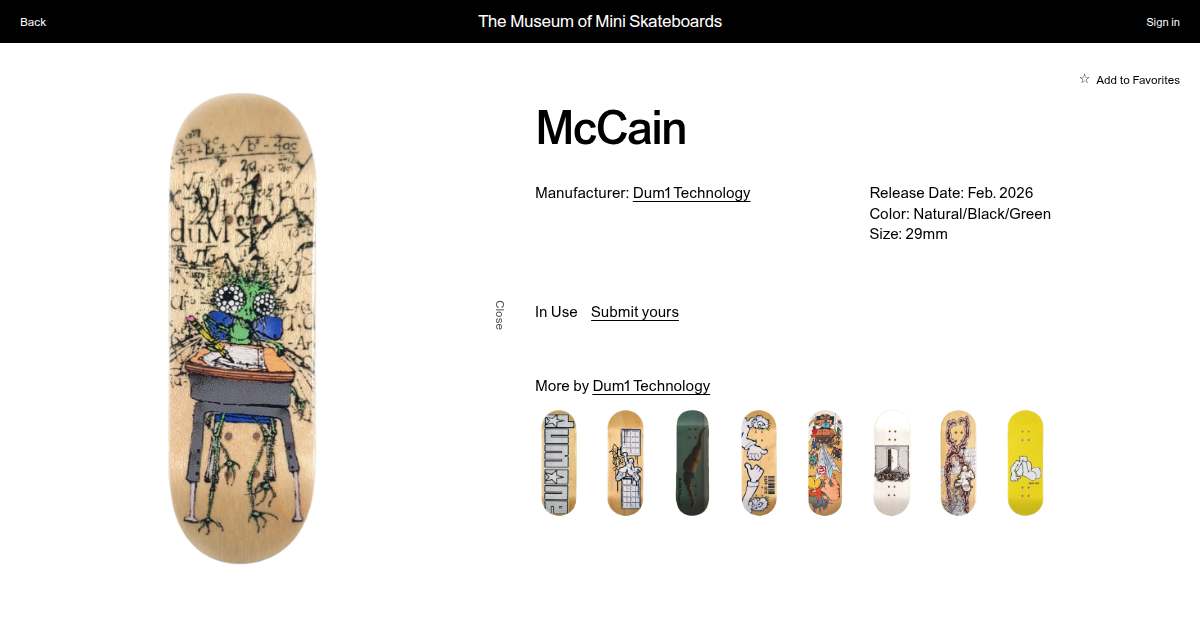 Back
The Museum of Mini Skateboards
Sign in
☆ Add to Favorites
McCain
Manufacturer: Dum1 Technology
Release Date: Feb. 2026
Color: Natural/Black/Green
Size: 29mm
duM
Close
In Use Submit yours
More by Dum1 Technology